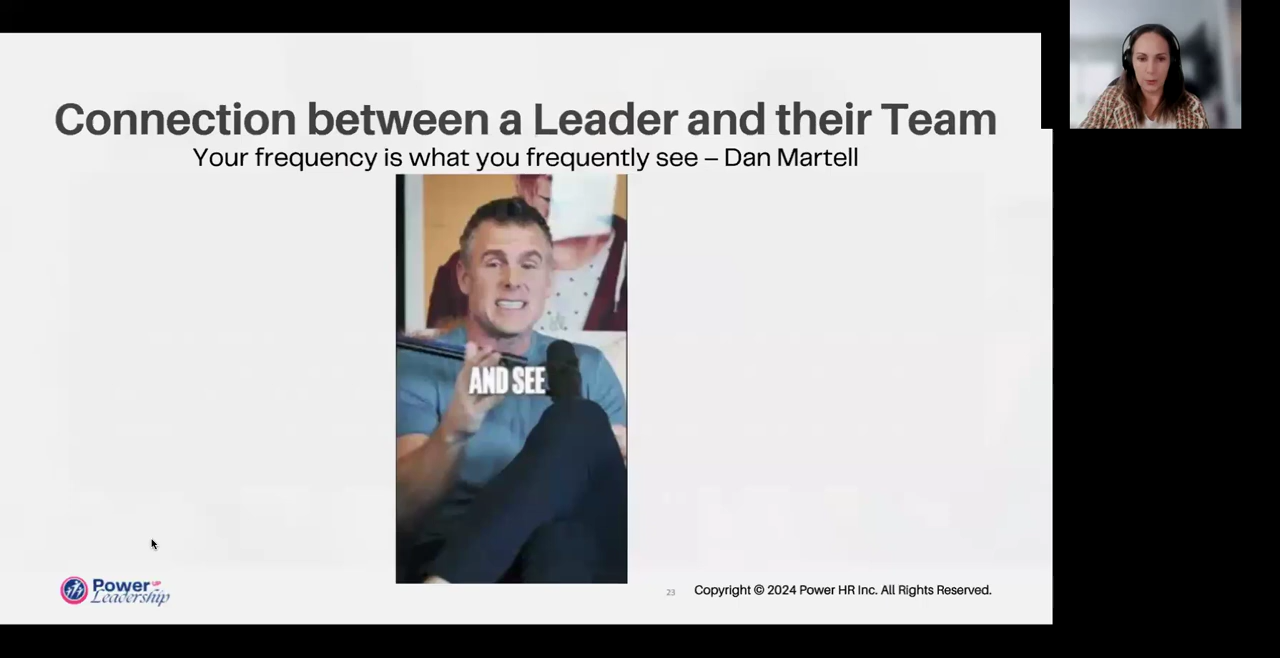 Connection between a Leader and their Team
Your frequency is what you frequently see – Dan Martell
AND SEE
Power
Leadership
23
Copyright © 2024 Power HR Inc. All Rights Reserved.